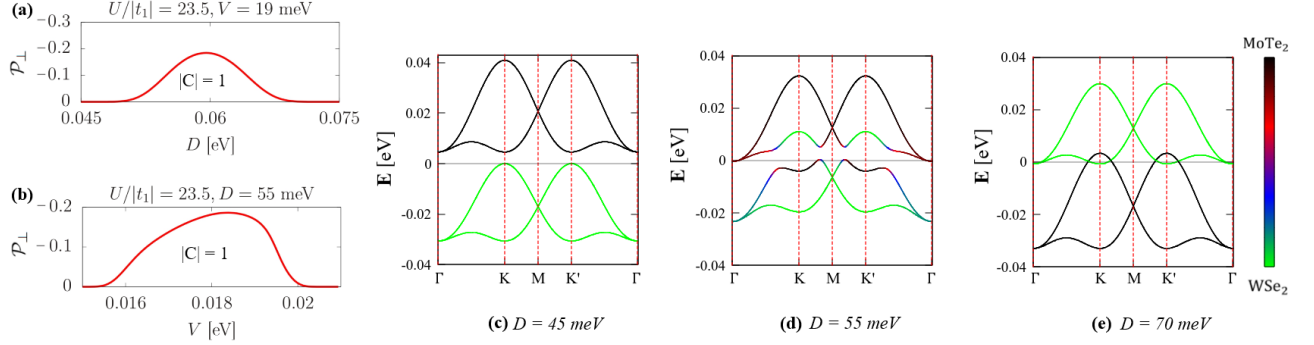 (a)
U/|t₁| = 23.5, V = 19 meV
-0.3
-0.2
-0.1
0
𝒫⊥
|C| = 1
0.045
0.06
0.075
D [eV]
(b)
U/|t₁| = 23.5, D = 55 meV
-0.2
-0.1
0
𝒫⊥
|C| = 1
0.016
0.018
0.02
V [eV]
E [eV]
0.04
0.02
0
-0.02
-0.04
Γ K M K' Γ
(c) D = 45 meV
E [eV]
0.04
0.02
0
-0.02
-0.04
Γ K M K' Γ
(d) D = 55 meV
E [eV]
0.04
0.02
0
-0.02
-0.04
Γ K M K' Γ
(e) D = 70 meV
MoTe₂
WSe₂